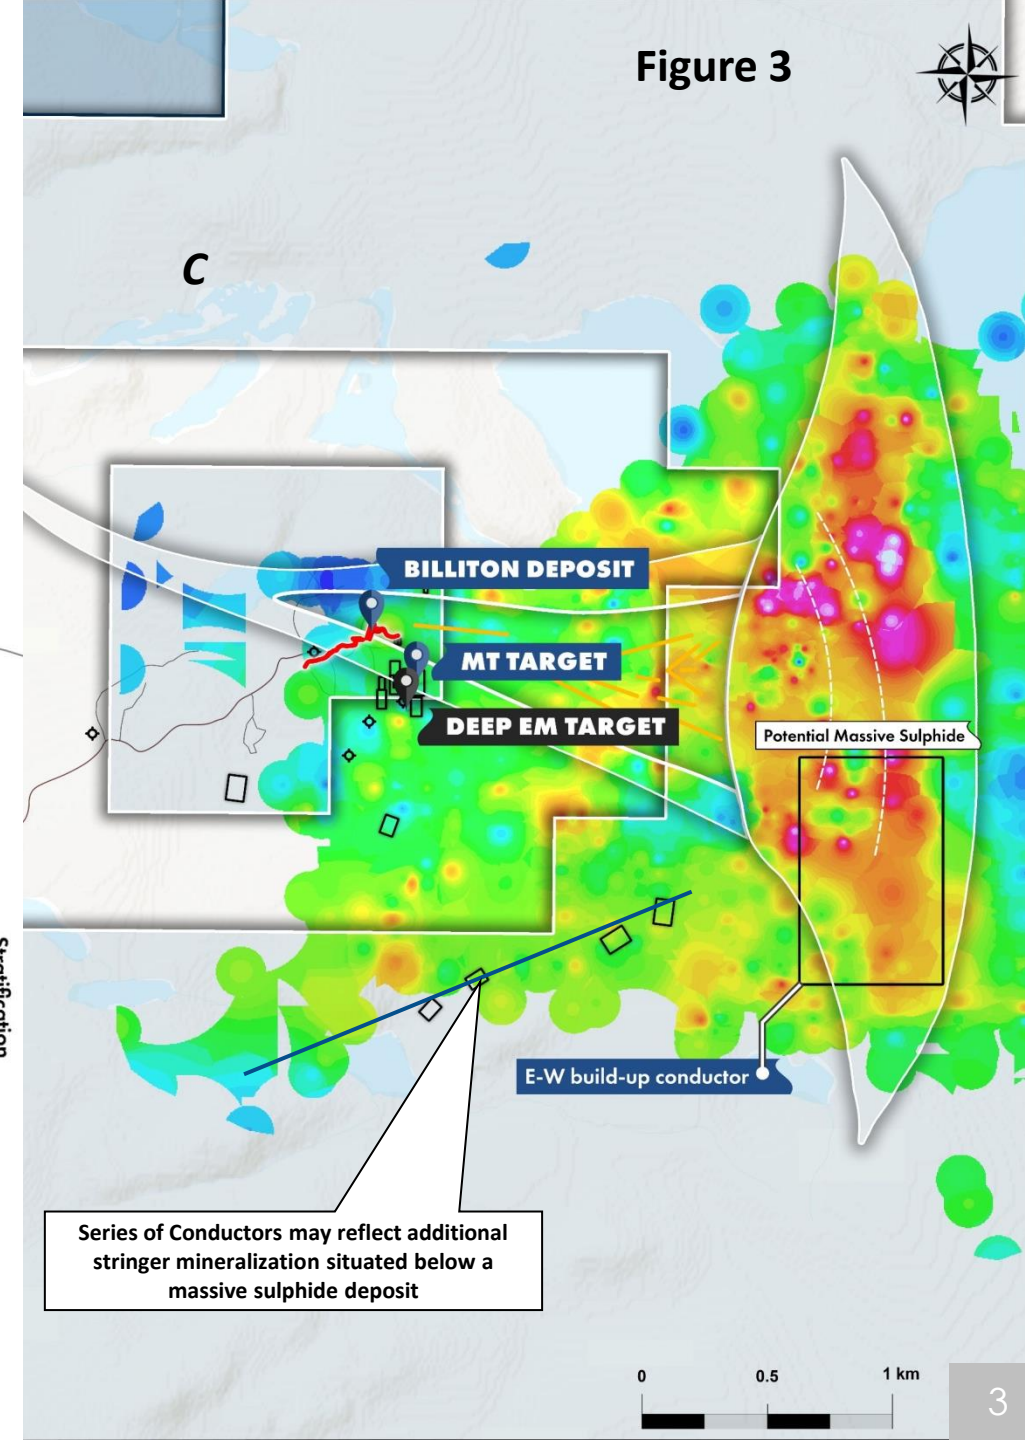 Figure 3
C
BILLITON DEPOSIT
MT TARGET
DEEP EM TARGET
Potential Massive Sulphide
Stratification
E-W build-up conductor
Series of Conductors may reflect additional
stringer mineralization situated below a
massive sulphide deposit
0 0.5 1 km
3